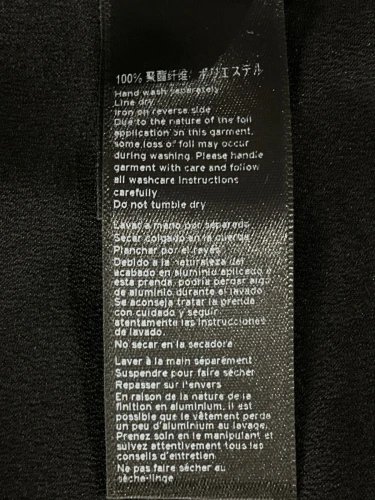 100% 聚酯纤维/ ポリエステル
Hand wash separately
Line dry
Iron on reverse side
Due to the nature of the foil
application on this garment,
some loss of foil may occur
during washing. Please handle
garment with care and follow
all washcare instructions
carefully
Do not tumble dry
Lavar a mano por separado
Secar colgado en la cuerda
Planchar por el revés
Debido a la naturaleza del
acabado en aluminio aplicado a
esta prenda, podría perder algo
de aluminio durante el lavado.
Se aconseja tratar la prenda
con cuidado y seguir
atentamente las instrucciones
de lavado.
No secar en la secadora
Laver à la main séparément
Suspendre pour faire sécher
Repasser sur l'envers
En raison de la nature de la
finition en aluminium, il est
possible que le vêtement perde
un peu d'aluminium au lavage.
Prenez soin en le manipulant et
suivez attentivement tous les
conseils d'entretien.
Ne pas faire sécher au
sèche-linge